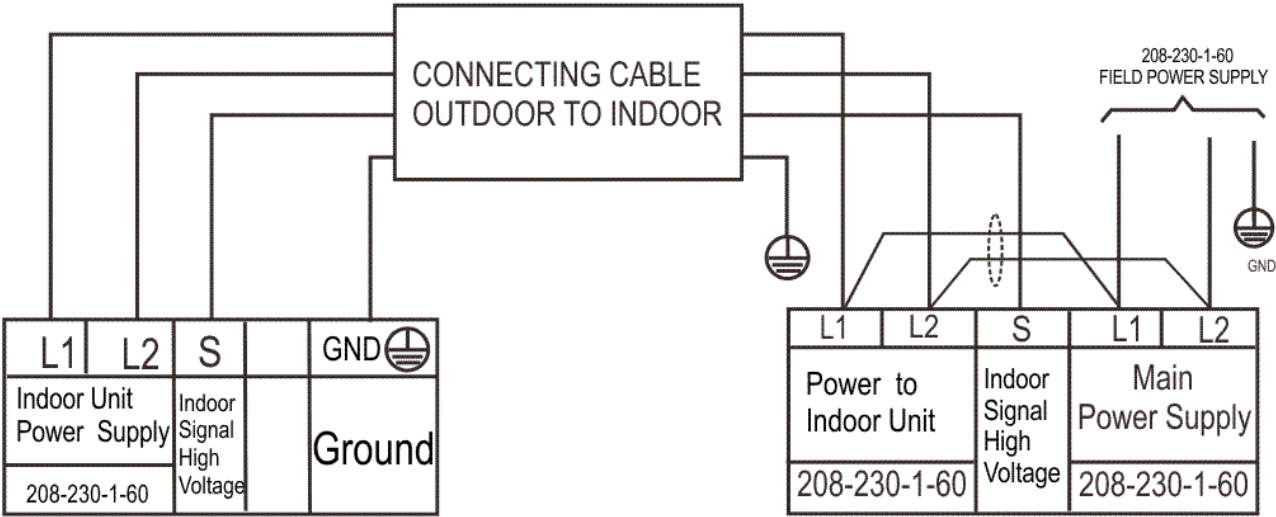 CONNECTING CABLE
OUTDOOR TO INDOOR
208-230-1-60
FIELD POWER SUPPLY
GND
L1 L2 S GND
Indoor Unit
Power Supply
208-230-1-60
Indoor
Signal
High
Voltage
Ground
L1 L2 S L1 L2
Power to
Indoor Unit
208-230-1-60
Indoor
Signal
High
Voltage
Main
Power Supply
208-230-1-60